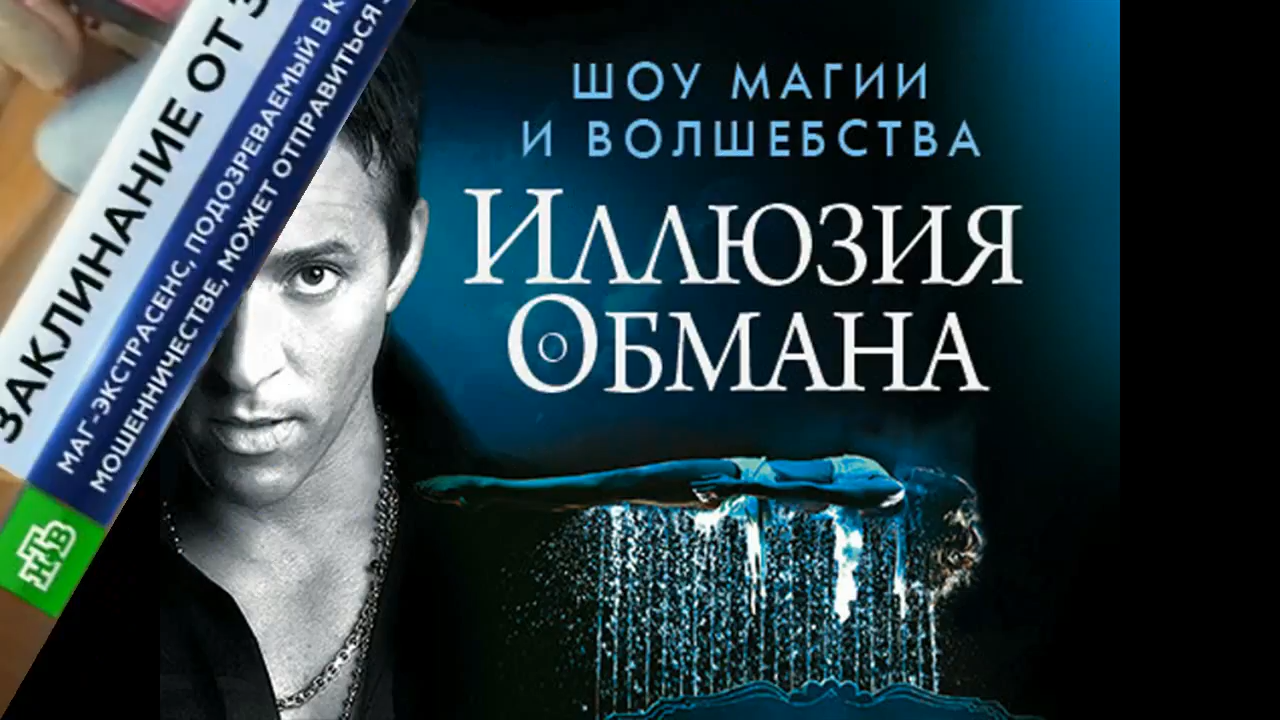 ЗАКЛИНАНИЕ ОТ
МАГ-ЭКСТРАСЕНС, ПОДОЗРЕВАЕМЫЙ В
МОШЕННИЧЕСТВЕ, МОЖЕТ ОТПРАВИТЬСЯ
НТВ
ШОУ МАГИИ
И ВОЛШЕБСТВА
ИЛЛЮЗИЯ
ОБМАНА